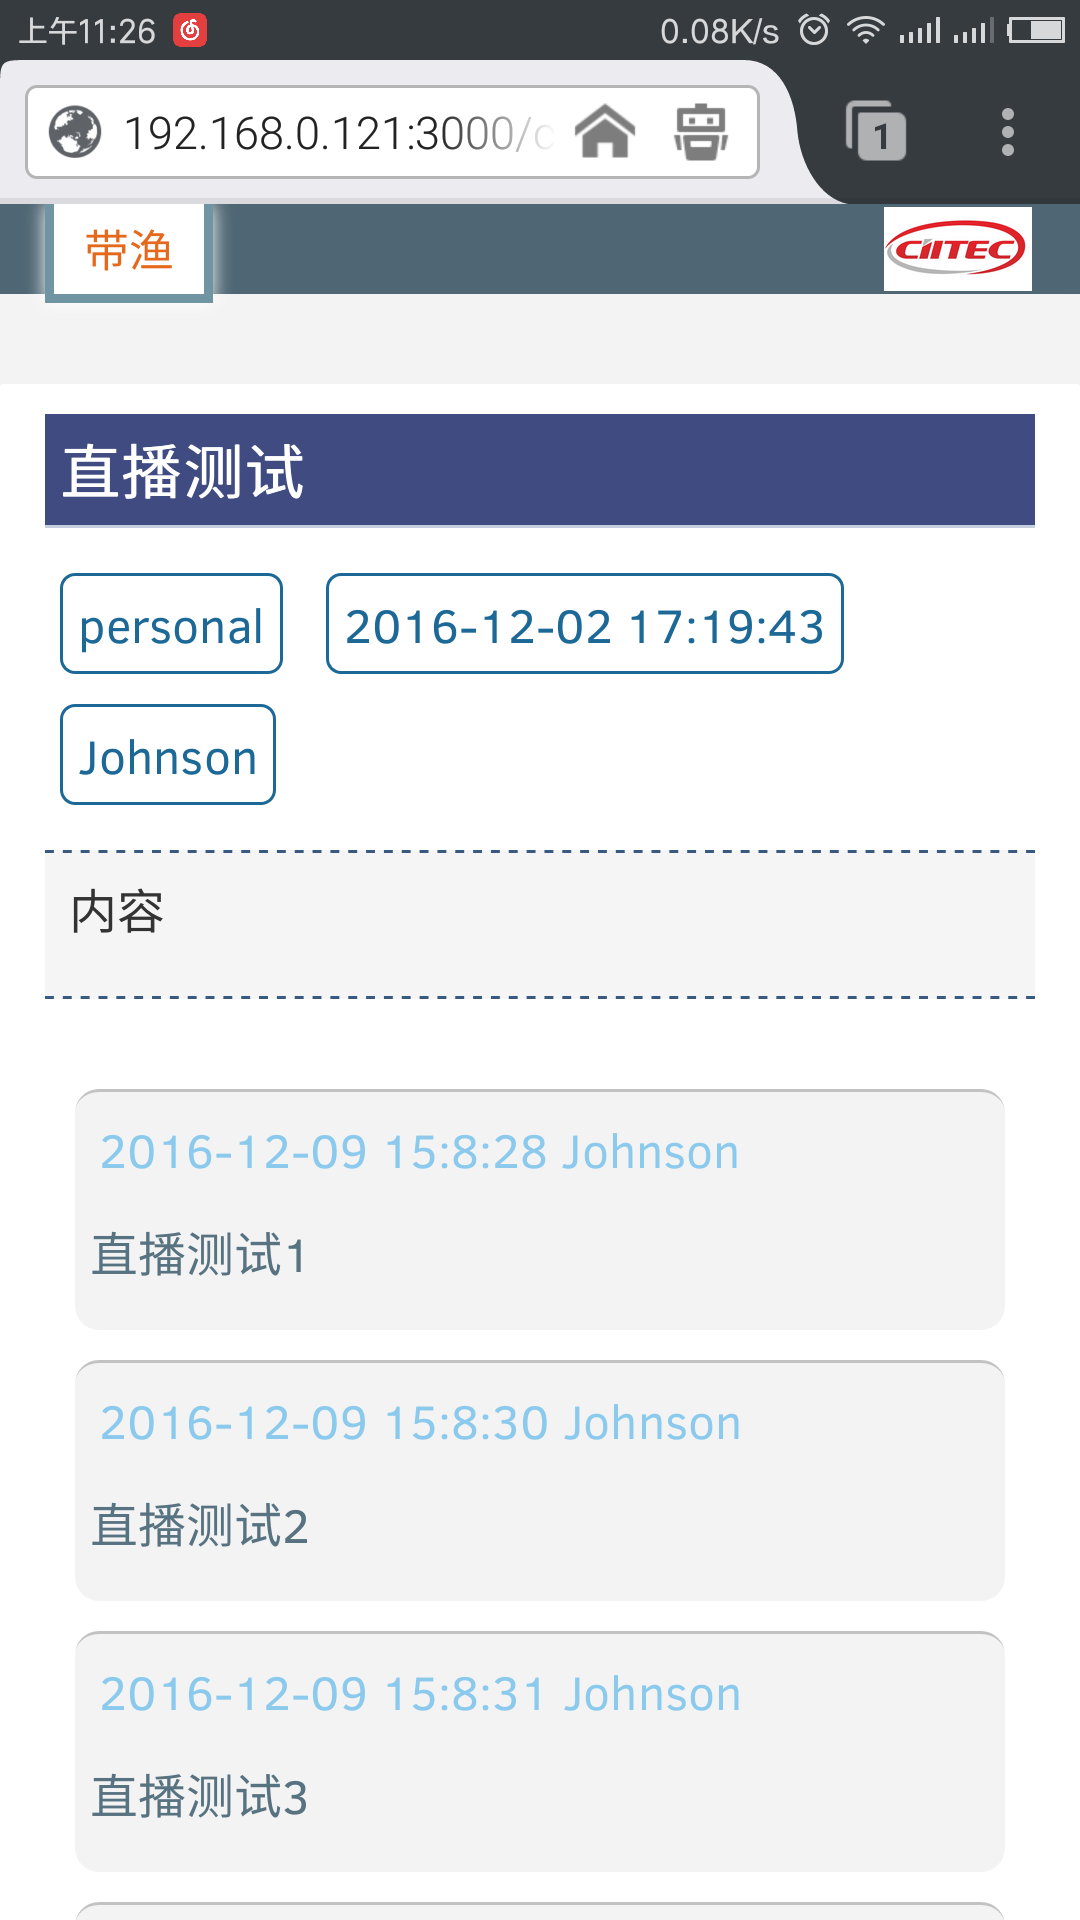 上午11:26 0.08K/s
192.168.0.121:3000/c 1
带渔 CIITEC
直播测试
personal 2016-12-02 17:19:43
Johnson
内容
2016-12-09 15:8:28 Johnson
直播测试1
2016-12-09 15:8:30 Johnson
直播测试2
2016-12-09 15:8:31 Johnson
直播测试3